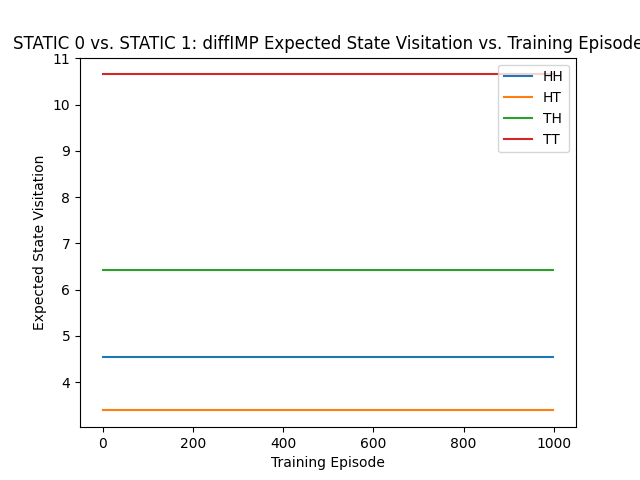 STATIC 0 vs. STATIC 1: diffIMP Expected State Visitation vs. Training Episode
11
10
9
8
7
6
5
4
Expected State Visitation
HH
HT
TH
TT
0 200 400 600 800 1000
Training Episode